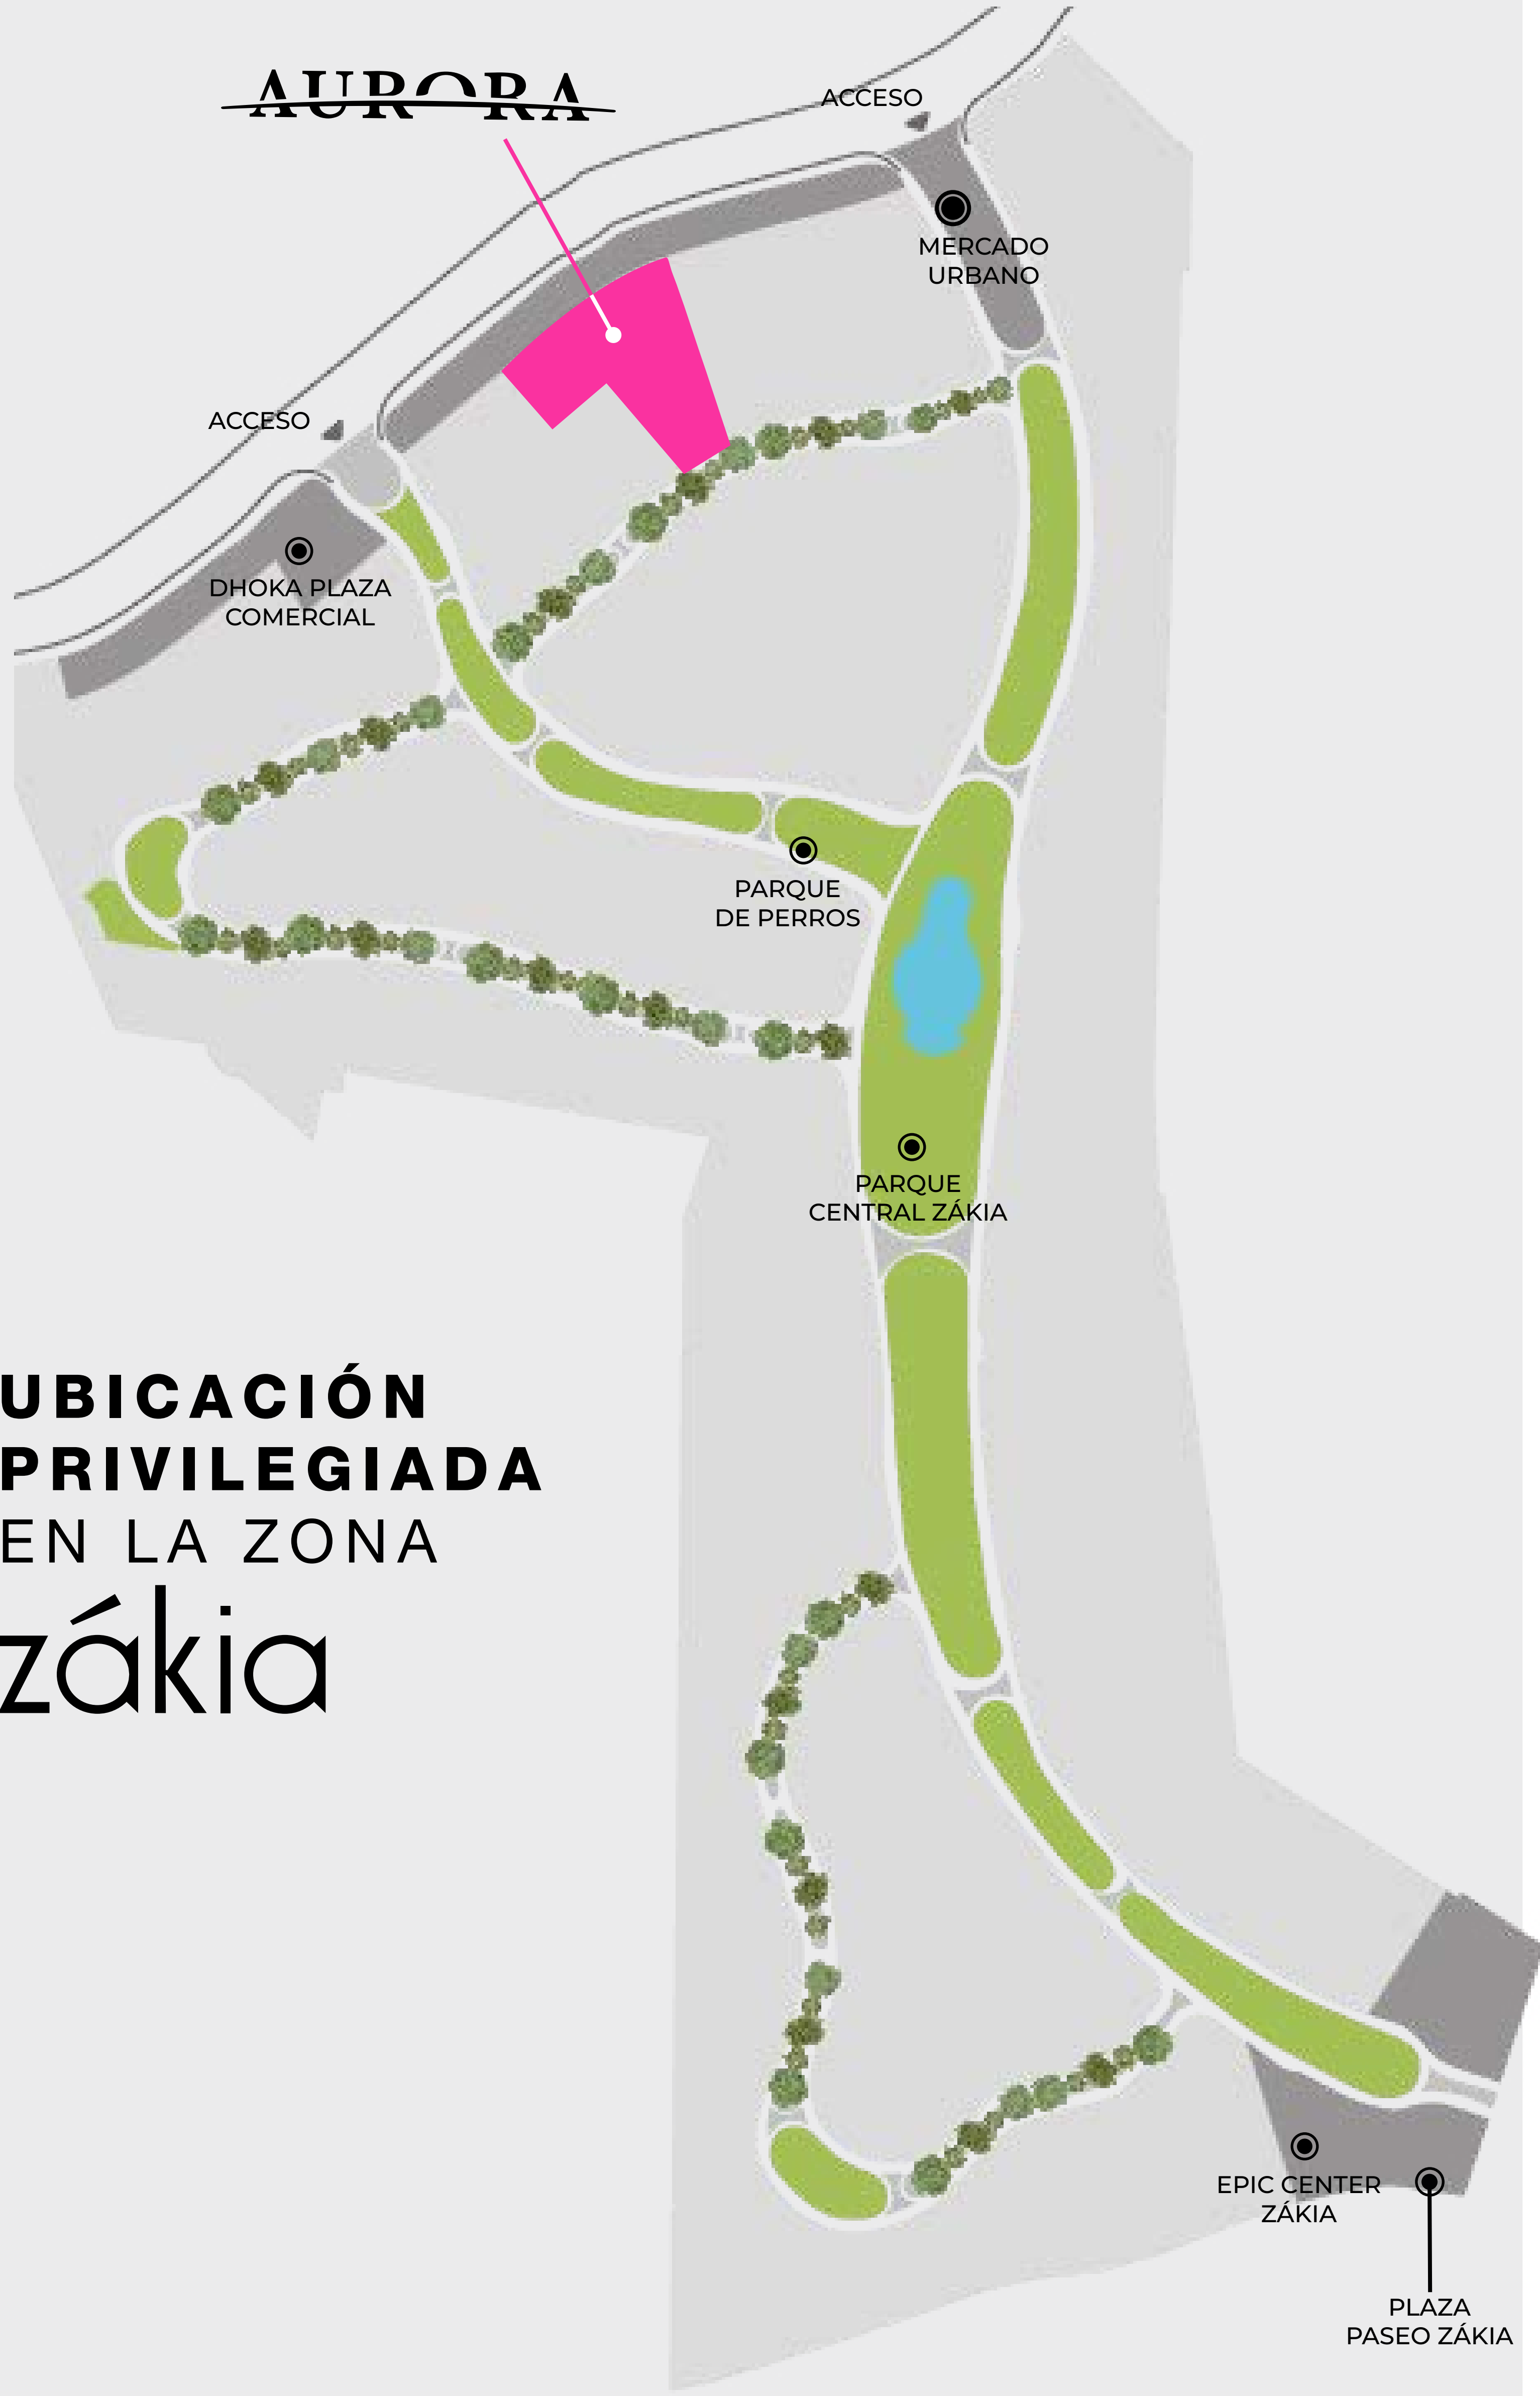 AURORA
ACCESO
MERCADO
URBANO
ACCESO
DHOKA PLAZA
COMERCIAL
PARQUE
DE PERROS
PARQUE
CENTRAL ZÁKIA
UBICACIÓN
PRIVILEGIADA
EN LA ZONA
zákia
EPIC CENTER
ZÁKIA
PLAZA
PASEO ZÁKIA